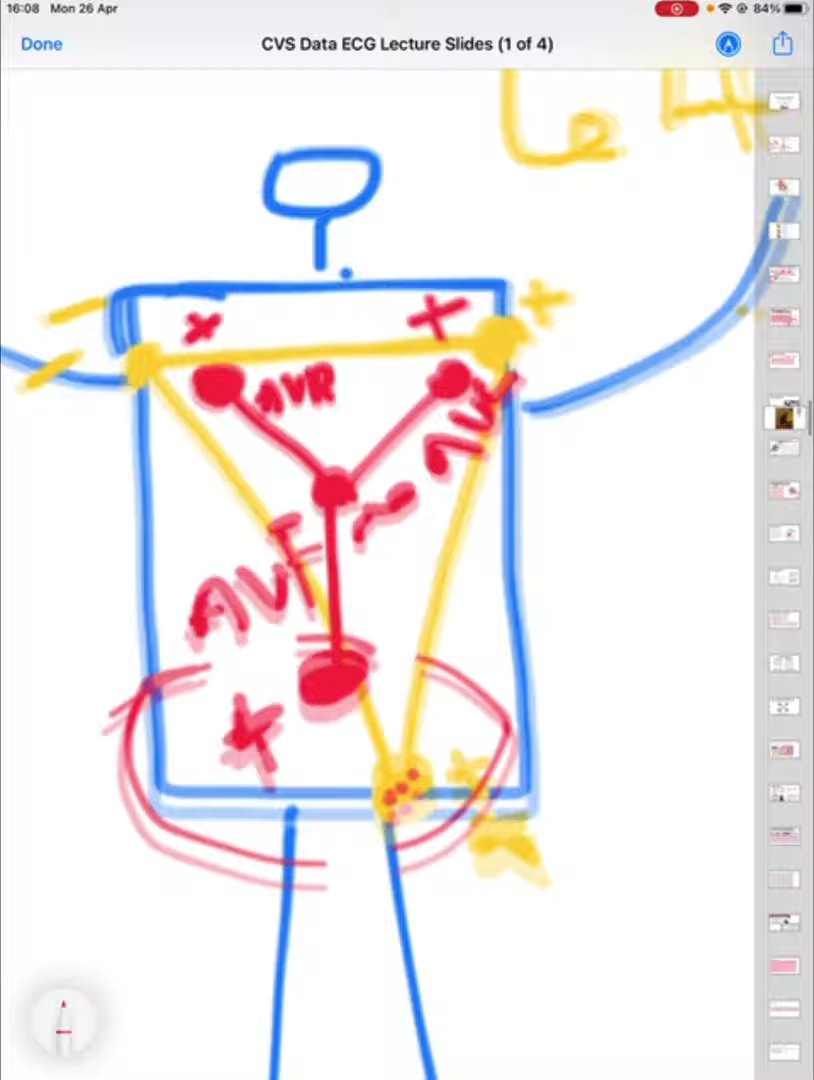 16:08 Mon 26 Apr
84%
Done
CVS Data ECG Lecture Slides (1 of 4)
+ +
+
AVR
AVL
AVF
+
+